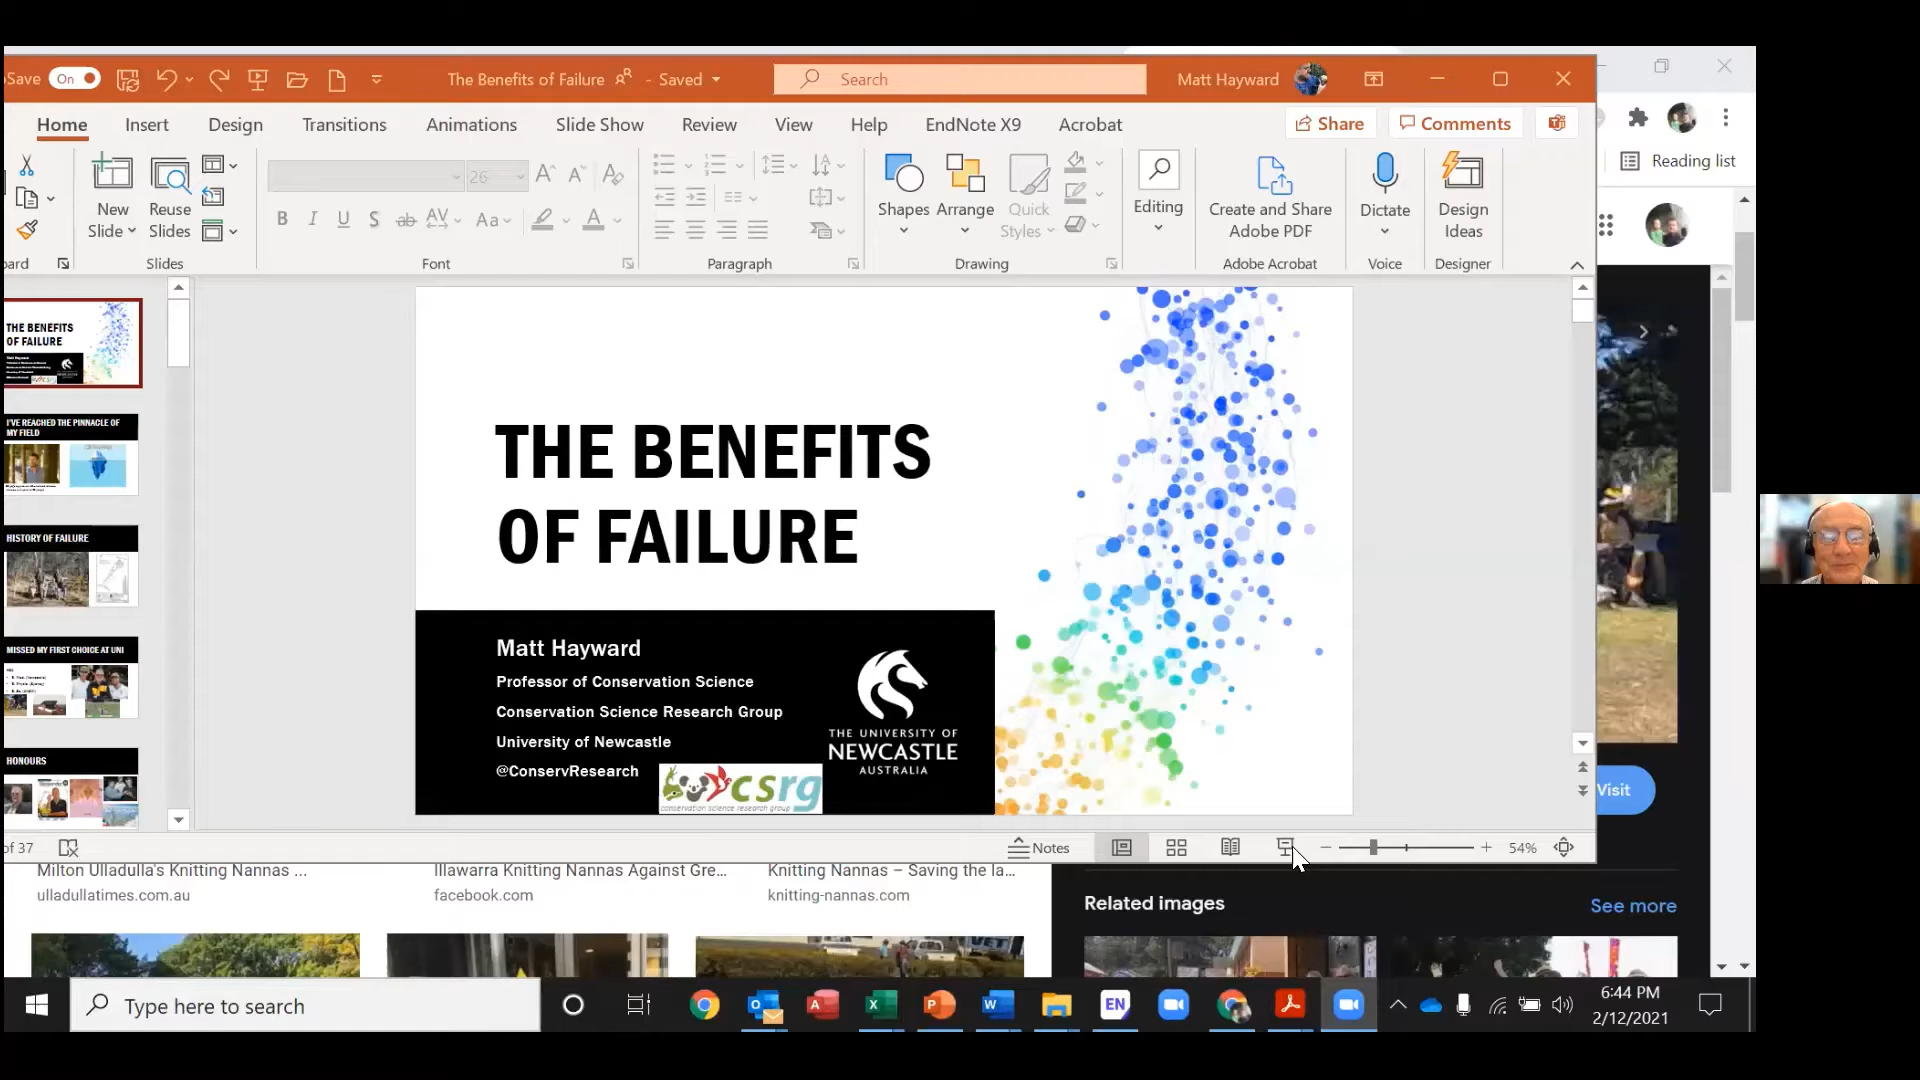 Save On
The Benefits of Failure - Saved
Search
Matt Hayward
Home Insert Design Transitions Animations Slide Show Review View Help EndNote X9 Acrobat
Share Comments
Reading list
26
New Slide
Reuse Slides
Shapes
Arrange
Quick Styles
Editing
Create and Share Adobe PDF
Dictate
Design Ideas
Slides Font Paragraph Drawing Adobe Acrobat Voice Designer
THE BENEFITS
OF FAILURE
I'VE REACHED THE PINNACLE OF
MY FIELD
HISTORY OF FAILURE
MISSED MY FIRST CHOICE AT UNI
HONOURS
THE BENEFITS
OF FAILURE
Matt Hayward
Professor of Conservation Science
Conservation Science Research Group
University of Newcastle
@ConservResearch
csrg
conservation science research group
THE UNIVERSITY OF
NEWCASTLE
AUSTRALIA
Visit
of 37
Notes
54%
Milton Ulladulla's Knitting Nannas ...
ulladullatimes.com.au
Illawarra Knitting Nannas Against Gre...
facebook.com
Knitting Nannas – Saving the la...
knitting-nannas.com
Related images
See more
Type here to search
EN
6:44 PM
2/12/2021